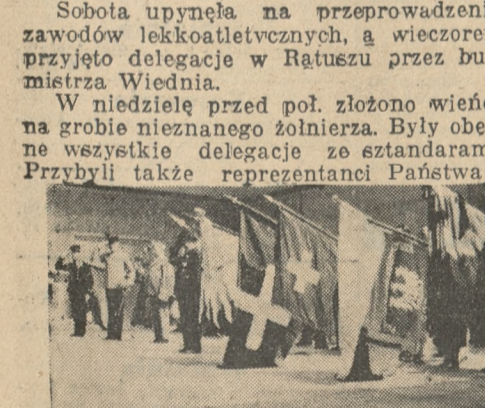 Sobota upynęła na przeprowadzeni
zawodów lekkoatletycznych, a wieczore
przyjęto delegacje w Ratuszu przez bu
mistrza Wiednia.
W niedzielę przed poł. złożono wień
na grobie nieznanego żołnierza. Były obe
ne wszystkie delegacje ze sztandaram
Przybyli także reprezentanci Państwa